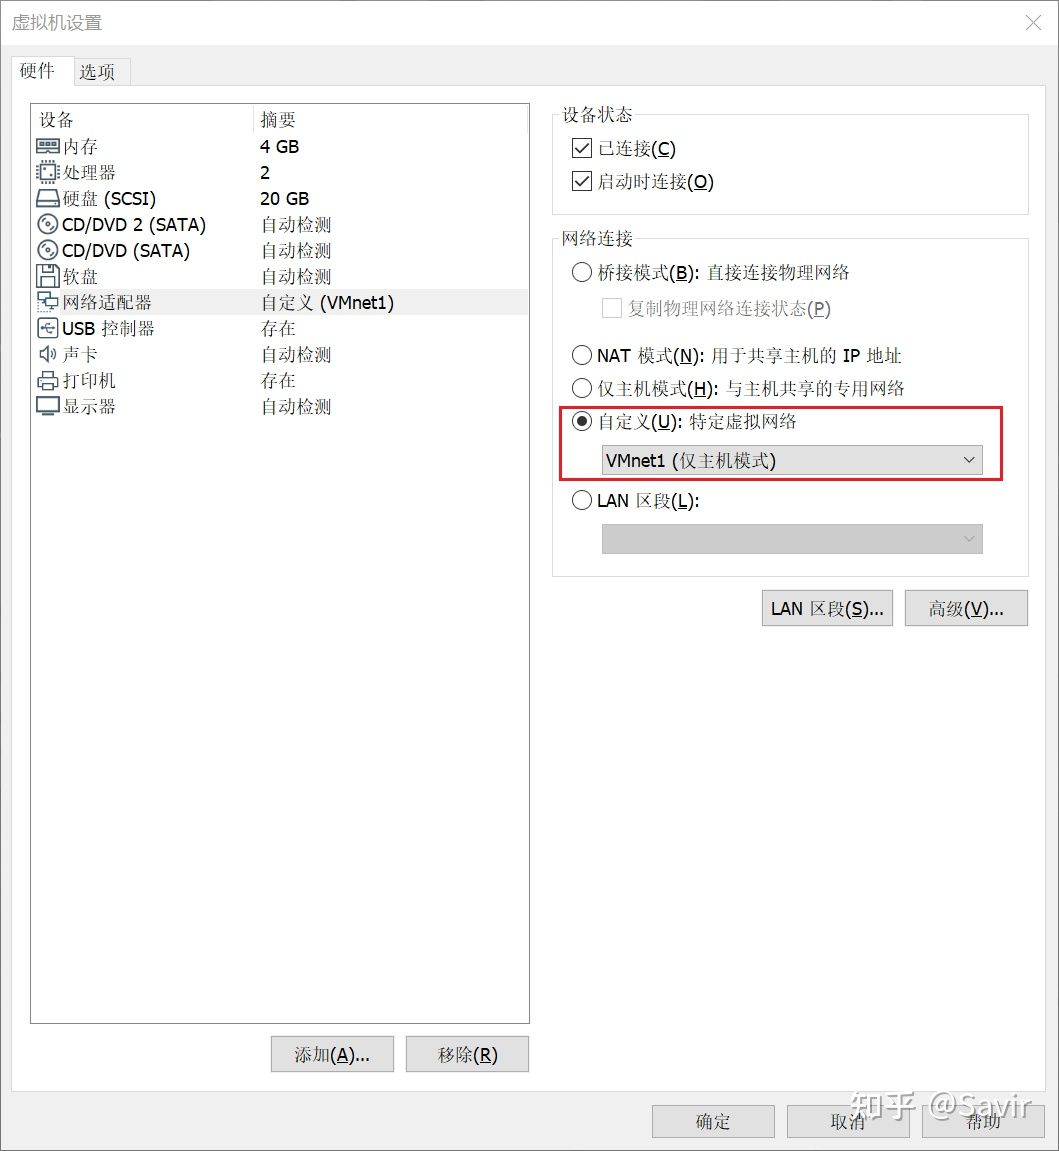 虚拟机设置
硬件 选项
设备 摘要
内存 4 GB
处理器 2
硬盘 (SCSI) 20 GB
CD/DVD 2 (SATA) 自动检测
CD/DVD (SATA) 自动检测
软盘 自动检测
网络适配器 自定义 (VMnet1)
USB 控制器 存在
声卡 自动检测
打印机 存在
显示器 自动检测
添加(A)... 移除(R)
设备状态
已连接(C)
启动时连接(O)
网络连接
桥接模式(B): 直接连接物理网络
复制物理网络连接状态(P)
NAT 模式(N): 用于共享主机的 IP 地址
仅主机模式(H): 与主机共享的专用网络
自定义(U): 特定虚拟网络
VMnet1 (仅主机模式)
LAN 区段(L):
LAN 区段(S)... 高级(V)...
确定 取消 帮助
知乎 @Savir